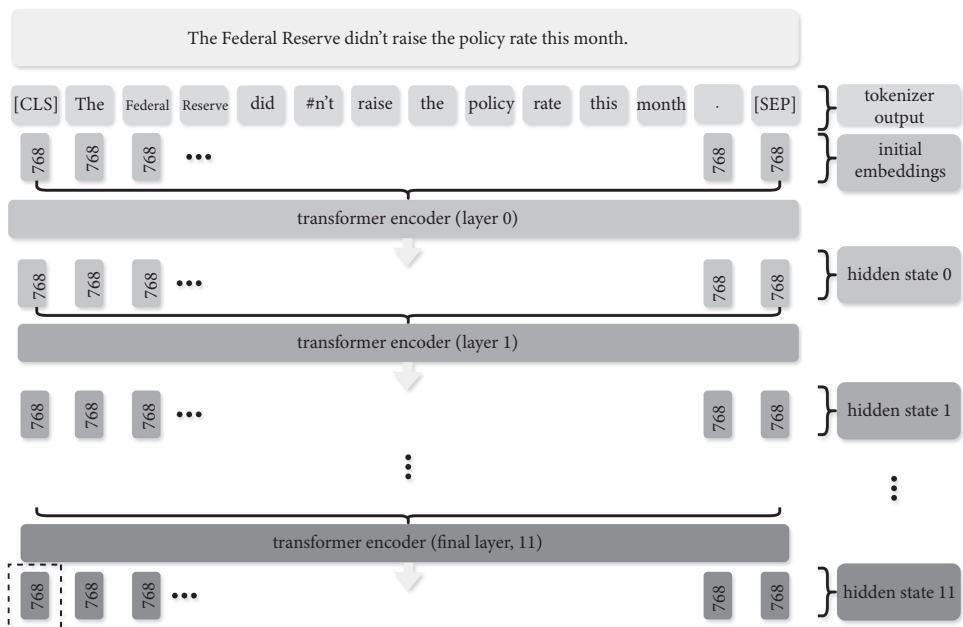 The Federal Reserve didn’t raise the policy rate this month.
[CLS] The Federal Reserve did #n’t raise the policy rate this month . [SEP]
tokenizer
output
768 768 768 ••• 768 768
initial
embeddings
transformer encoder (layer 0)
768 768 768 ••• 768 768
hidden state 0
transformer encoder (layer 1)
768 768 768 ••• 768 768
hidden state 1
transformer encoder (final layer, 11)
768 768 768 ••• 768 768
hidden state 11